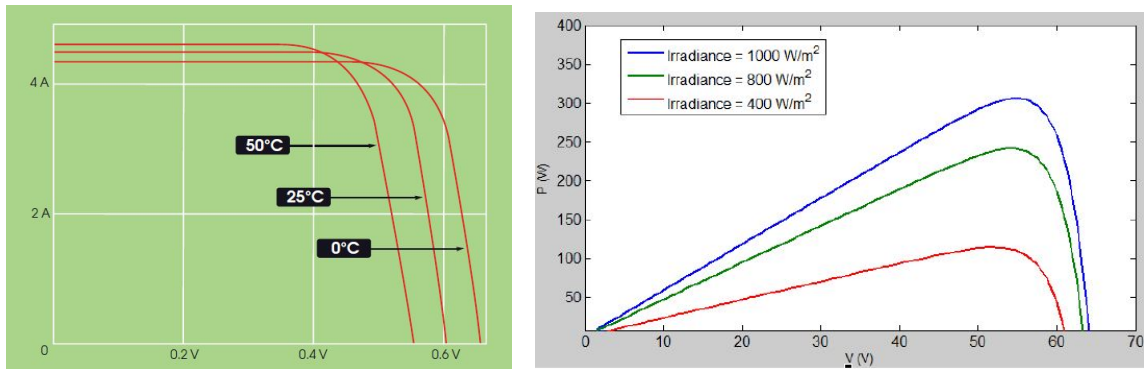 4 A
50°C
25°C
2 A
0°C
0
0.2 V
0.4 V
0.6 V
400
350
300
250
200
150
100
50
P (W)
Irradiance = 1000 W/m²
Irradiance = 800 W/m²
Irradiance = 400 W/m²
0
10
20
30
40
50
60
70
V (V)